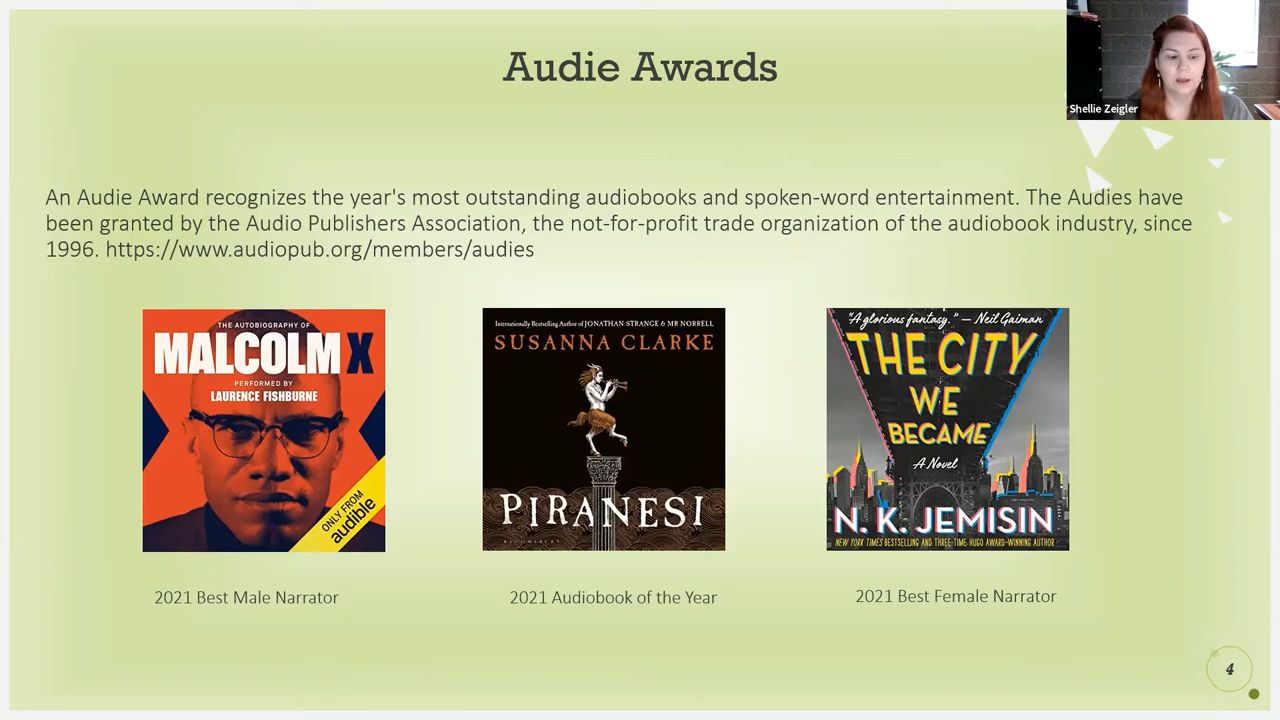 Audie Awards
Shellie Zeigler
An Audie Award recognizes the year's most outstanding audiobooks and spoken-word entertainment. The Audies have
been granted by the Audio Publishers Association, the not-for-profit trade organization of the audiobook industry, since
1996. https://www.audiopub.org/members/audies
THE AUTOBIOGRAPHY OF
MALCOLM X
PERFORMED BY
LAURENCE FISHBURNE
ONLY FROM
audible
Internationally Bestselling Author of JONATHAN STRANGE & MR NORRELL
SUSANNA CLARKE
PIRANESI
BLOOMSBURY
"A glorious fantasy." — Neil Gaiman
THE CITY
WE
BECAME
A Novel
N. K. JEMISIN
NEW YORK TIMES BESTSELLING AND THREE-TIME HUGO AWARD-WINNING AUTHOR
2021 Best Male Narrator
2021 Audiobook of the Year
2021 Best Female Narrator
4